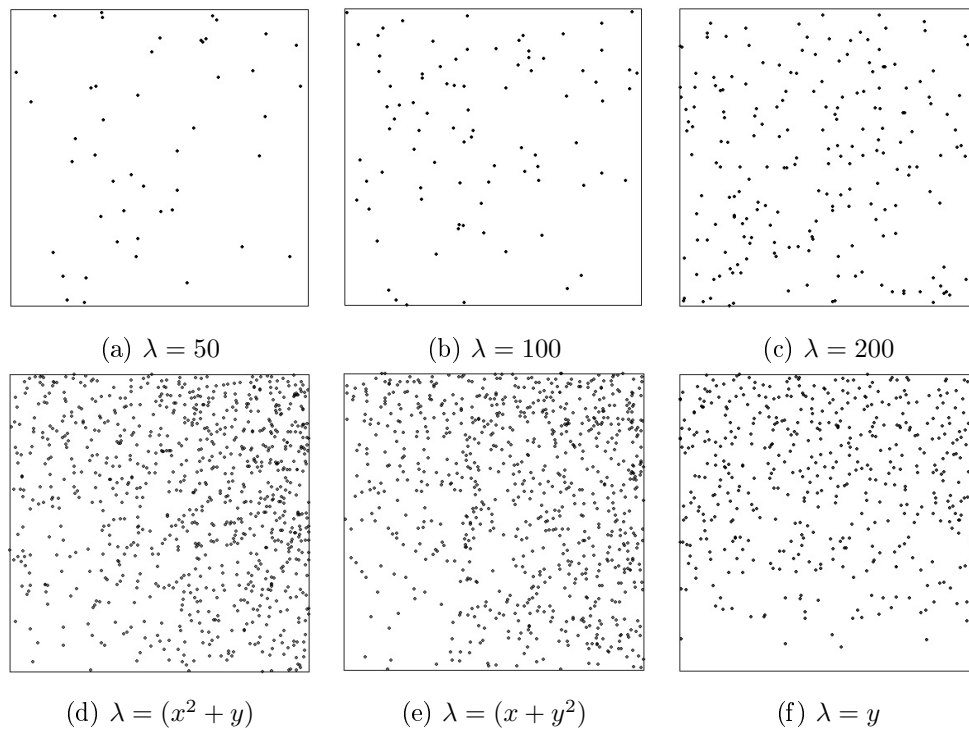 (a) λ = 50 (b) λ = 100 (c) λ = 200
(d) λ = (x² + y) (e) λ = (x + y²) (f) λ = y